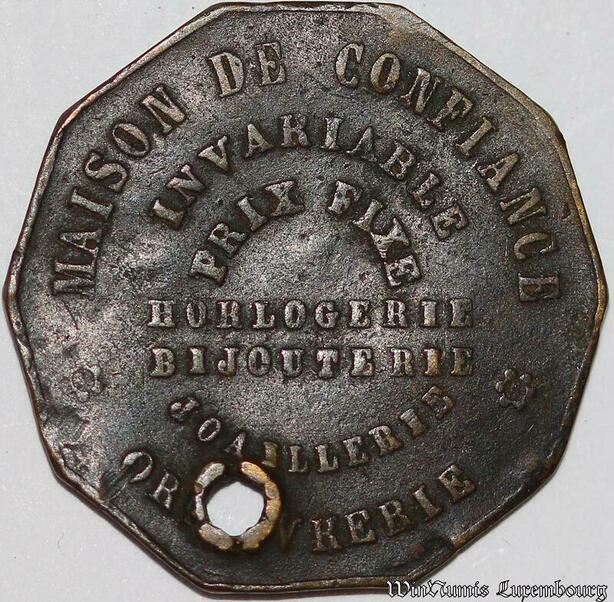 MAISON DE CONFIANCE
INVARIABLE
PRIX FIXE
HORLOGERIE
BIJOUTERIE
JOAILLERIE
WinNumis Luxembourg